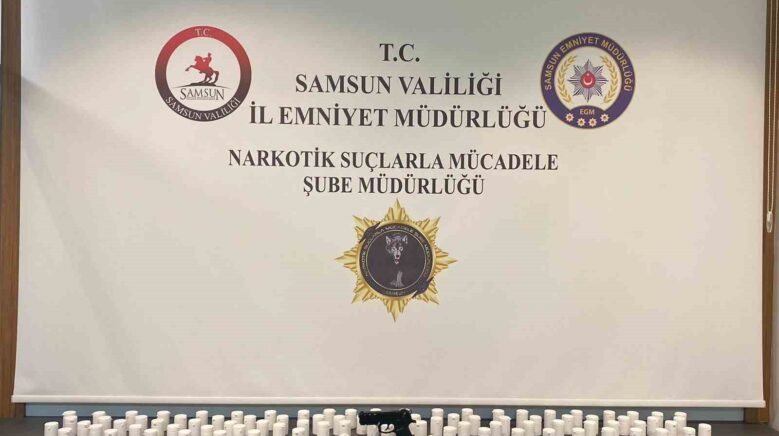 T.C.
SAMSUN
SAMSUN VALİLİĞİ
T.C.
SAMSUN VALİLİĞİ
İL EMNİYET MÜDÜRLÜĞÜ
NARKOTİK SUÇLARLA MÜCADELE
ŞUBE MÜDÜRLÜĞÜ
SAMSUN EMNİYET MÜDÜRLÜĞÜ
EGM